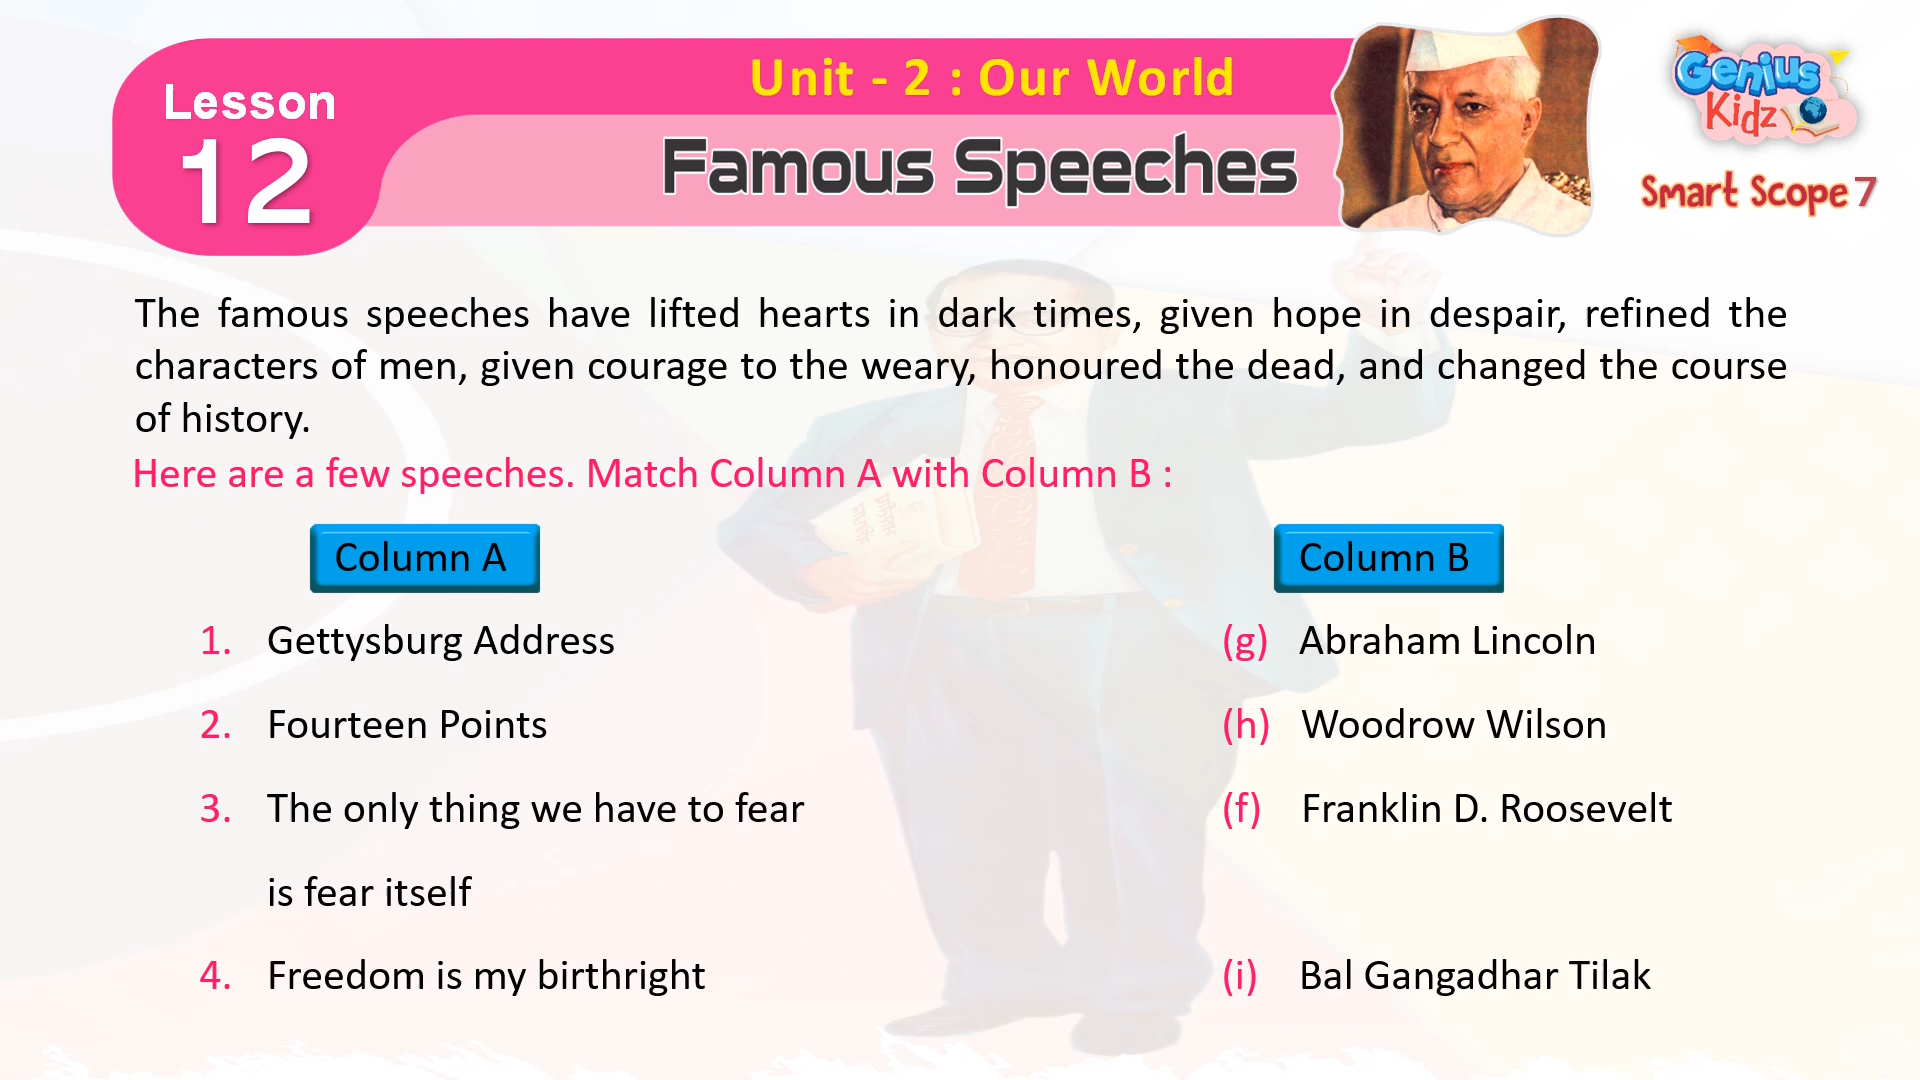 Lesson
12
Unit - 2 : Our World
Famous Speeches
Genius
Kidz
Smart Scope 7
The famous speeches have lifted hearts in dark times, given hope in despair, refined the
characters of men, given courage to the weary, honoured the dead, and changed the course
of history.
Here are a few speeches. Match Column A with Column B :
Column A Column B
1. Gettysburg Address (g) Abraham Lincoln
2. Fourteen Points (h) Woodrow Wilson
3. The only thing we have to fear (f) Franklin D. Roosevelt
is fear itself
4. Freedom is my birthright (i) Bal Gangadhar Tilak